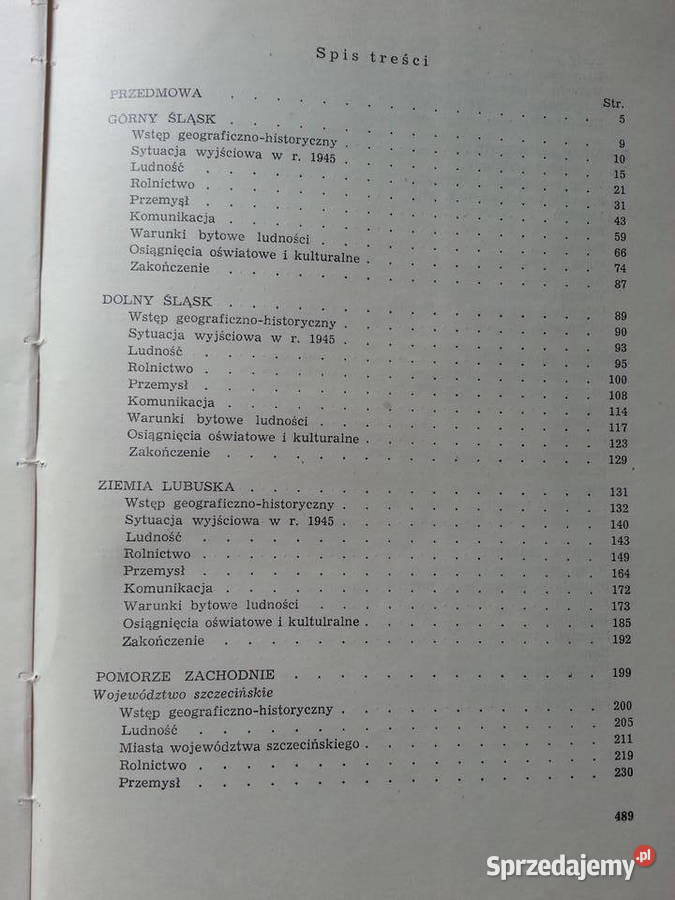 Spis treści
Str.
PRZEDMOWA . . . . . . . . . . . . . . 5
GÓRNY ŚLĄSK . . . . . . . . . . . . . . 9
Wstęp geograficzno-historyczny . . . . . . . . . . 10
Sytuacja wyjściowa w r. 1945 . . . . . . . . . . 15
Ludność . . . . . . . . . . . . . . 21
Rolnictwo . . . . . . . . . . . . . . 31
Przemysł . . . . . . . . . . . . . . 43
Komunikacja . . . . . . . . . . . . . . 59
Warunki bytowe ludności . . . . . . . . . . 66
Osiągnięcia oświatowe i kulturalne . . . . . . . . . 74
Zakończenie . . . . . . . . . . . . . . 87
DOLNY ŚLĄSK . . . . . . . . . . . . . . 89
Wstęp geograficzno-historyczny . . . . . . . . . . 90
Sytuacja wyjściowa w r. 1945 . . . . . . . . . . 93
Ludność . . . . . . . . . . . . . . 95
Rolnictwo . . . . . . . . . . . . . . 100
Przemysł . . . . . . . . . . . . . . 108
Komunikacja . . . . . . . . . . . . . . 114
Warunki bytowe ludności . . . . . . . . . . 117
Osiągnięcia oświatowe i kulturalne . . . . . . . . . 123
Zakończenie . . . . . . . . . . . . . . 129
ZIEMIA LUBUSKA . . . . . . . . . . . . . . 131
Wstęp geograficzno-historyczny . . . . . . . . . . 132
Sytuacja wyjściowa w r. 1945 . . . . . . . . . . 140
Ludność . . . . . . . . . . . . . . 143
Rolnictwo . . . . . . . . . . . . . . 149
Przemysł . . . . . . . . . . . . . . 164
Komunikacja . . . . . . . . . . . . . . 172
Warunki bytowe ludności . . . . . . . . . . 173
Osiągnięcia oświatowe i kultulralne . . . . . . . . . 185
Zakończenie . . . . . . . . . . . . . . 192
POMORZE ZACHODNIE . . . . . . . . . . . . 199
Województwo szczecińskie
Wstęp geograficzno-historyczny . . . . . . . . . . 200
Ludność . . . . . . . . . . . . . . 205
Miasta województwa szczecińskiego . . . . . . . . . 211
Rolnictwo . . . . . . . . . . . . . . 219
Przemysł . . . . . . . . . . . . . . 230
489
Sprzedajemy.pl